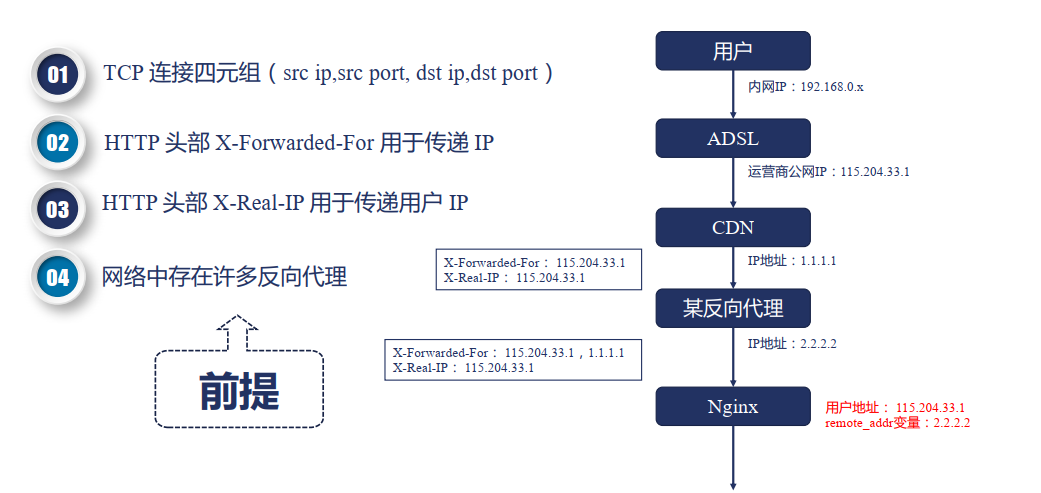 01
TCP 连接四元组（src ip,src port, dst ip,dst port）
02
HTTP 头部 X-Forwarded-For 用于传递 IP
03
HTTP 头部 X-Real-IP 用于传递用户 IP
04
网络中存在许多反向代理
前提
用户
内网IP：192.168.0.x
ADSL
运营商公网IP：115.204.33.1
CDN
IP地址：1.1.1.1
X-Forwarded-For： 115.204.33.1
X-Real-IP： 115.204.33.1
某反向代理
IP地址：2.2.2.2
X-Forwarded-For： 115.204.33.1，1.1.1.1
X-Real-IP： 115.204.33.1
Nginx
用户地址： 115.204.33.1
remote_addr变量：2.2.2.2